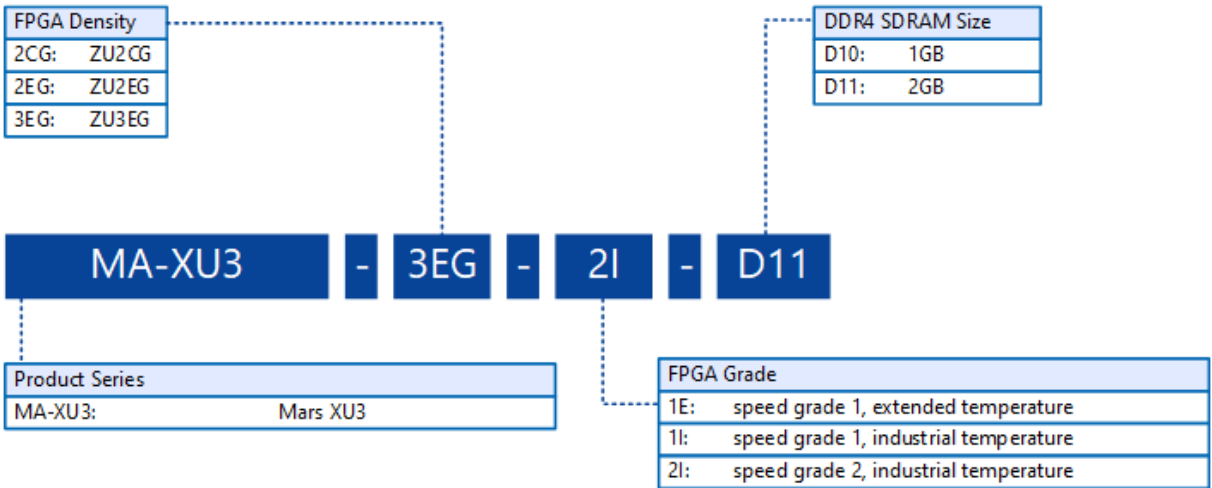 FPGA Density
2CG: ZU2CG
2EG: ZU2EG
3EG: ZU3EG
DDR4 SDRAM Size
D10: 1GB
D11: 2GB
MA-XU3 - 3EG - 2I - D11
Product Series
MA-XU3: Mars XU3
FPGA Grade
1E: speed grade 1, extended temperature
1I: speed grade 1, industrial temperature
2I: speed grade 2, industrial temperature